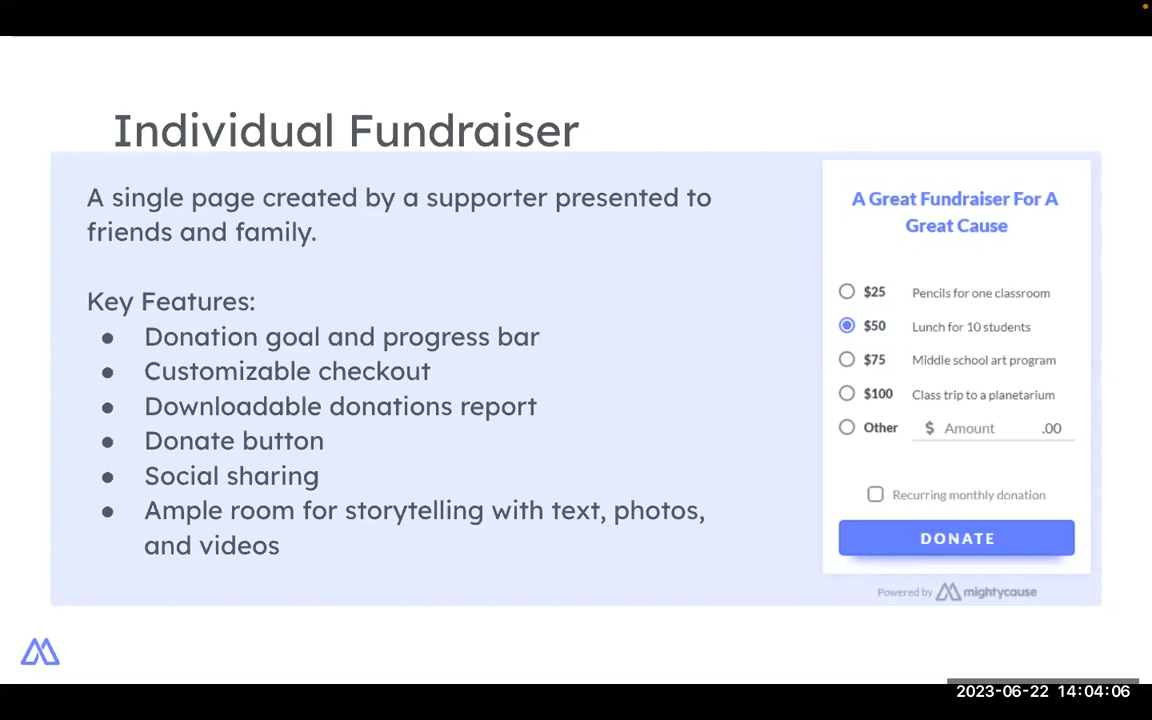 Individual Fundraiser
A single page created by a supporter presented to
friends and family.
Key Features:
● Donation goal and progress bar
● Customizable checkout
● Downloadable donations report
● Donate button
● Social sharing
● Ample room for storytelling with text, photos,
and videos
A Great Fundraiser For A
Great Cause
$25 Pencils for one classroom
$50 Lunch for 10 students
$75 Middle school art program
$100 Class trip to a planetarium
Other $ Amount .00
Recurring monthly donation
DONATE
Powered by mightycause
2023-06-22 14:04:06